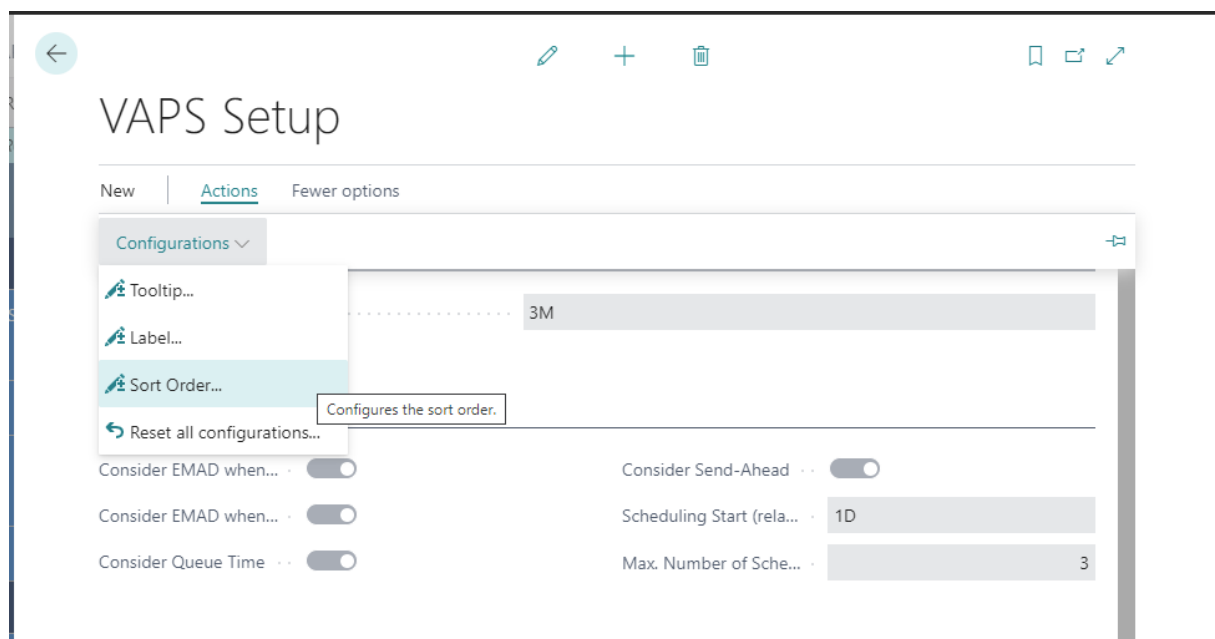 VAPS Setup
New Actions Fewer options
Configurations
Tooltip...
3M
Label...
Sort Order...
Configures the sort order.
Reset all configurations...
Consider EMAD when... Consider Send-Ahead
Consider EMAD when... Scheduling Start (rela... 1D
Consider Queue Time Max. Number of Sche... 3